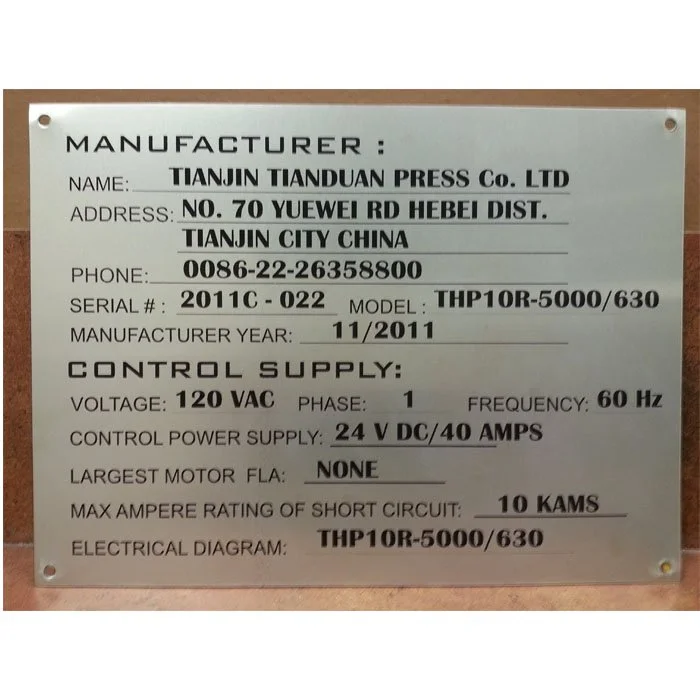 MANUFACTURER :
NAME: TIANJIN TIANDUAN PRESS Co. LTD
ADDRESS: NO. 70 YUEWEI RD HEBEI DIST.
TIANJIN CITY CHINA
PHONE: 0086-22-26358800
SERIAL # : 2011C - 022 MODEL : THP10R-5000/630
MANUFACTURER YEAR: 11/2011
CONTROL SUPPLY:
VOLTAGE: 120 VAC PHASE: 1 FREQUENCY: 60 Hz
CONTROL POWER SUPPLY: 24 V DC/40 AMPS
LARGEST MOTOR FLA: NONE
MAX AMPERE RATING OF SHORT CIRCUIT: 10 KAMS
ELECTRICAL DIAGRAM: THP10R-5000/630